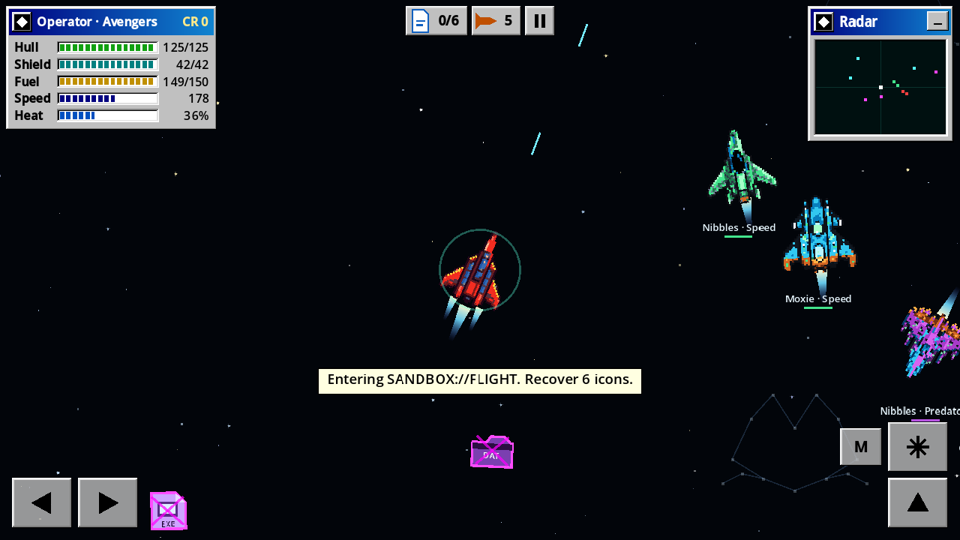 Operator · Avengers CR 0
Hull 125/125
Shield 42/42
Fuel 149/150
Speed 178
Heat 36%
0/6
5
Radar
Nibbles · Speed
Moxie · Speed
Nibbles · Predato
Entering SANDBOX://FLIGHT. Recover 6 icons.
DAT
M
EXE